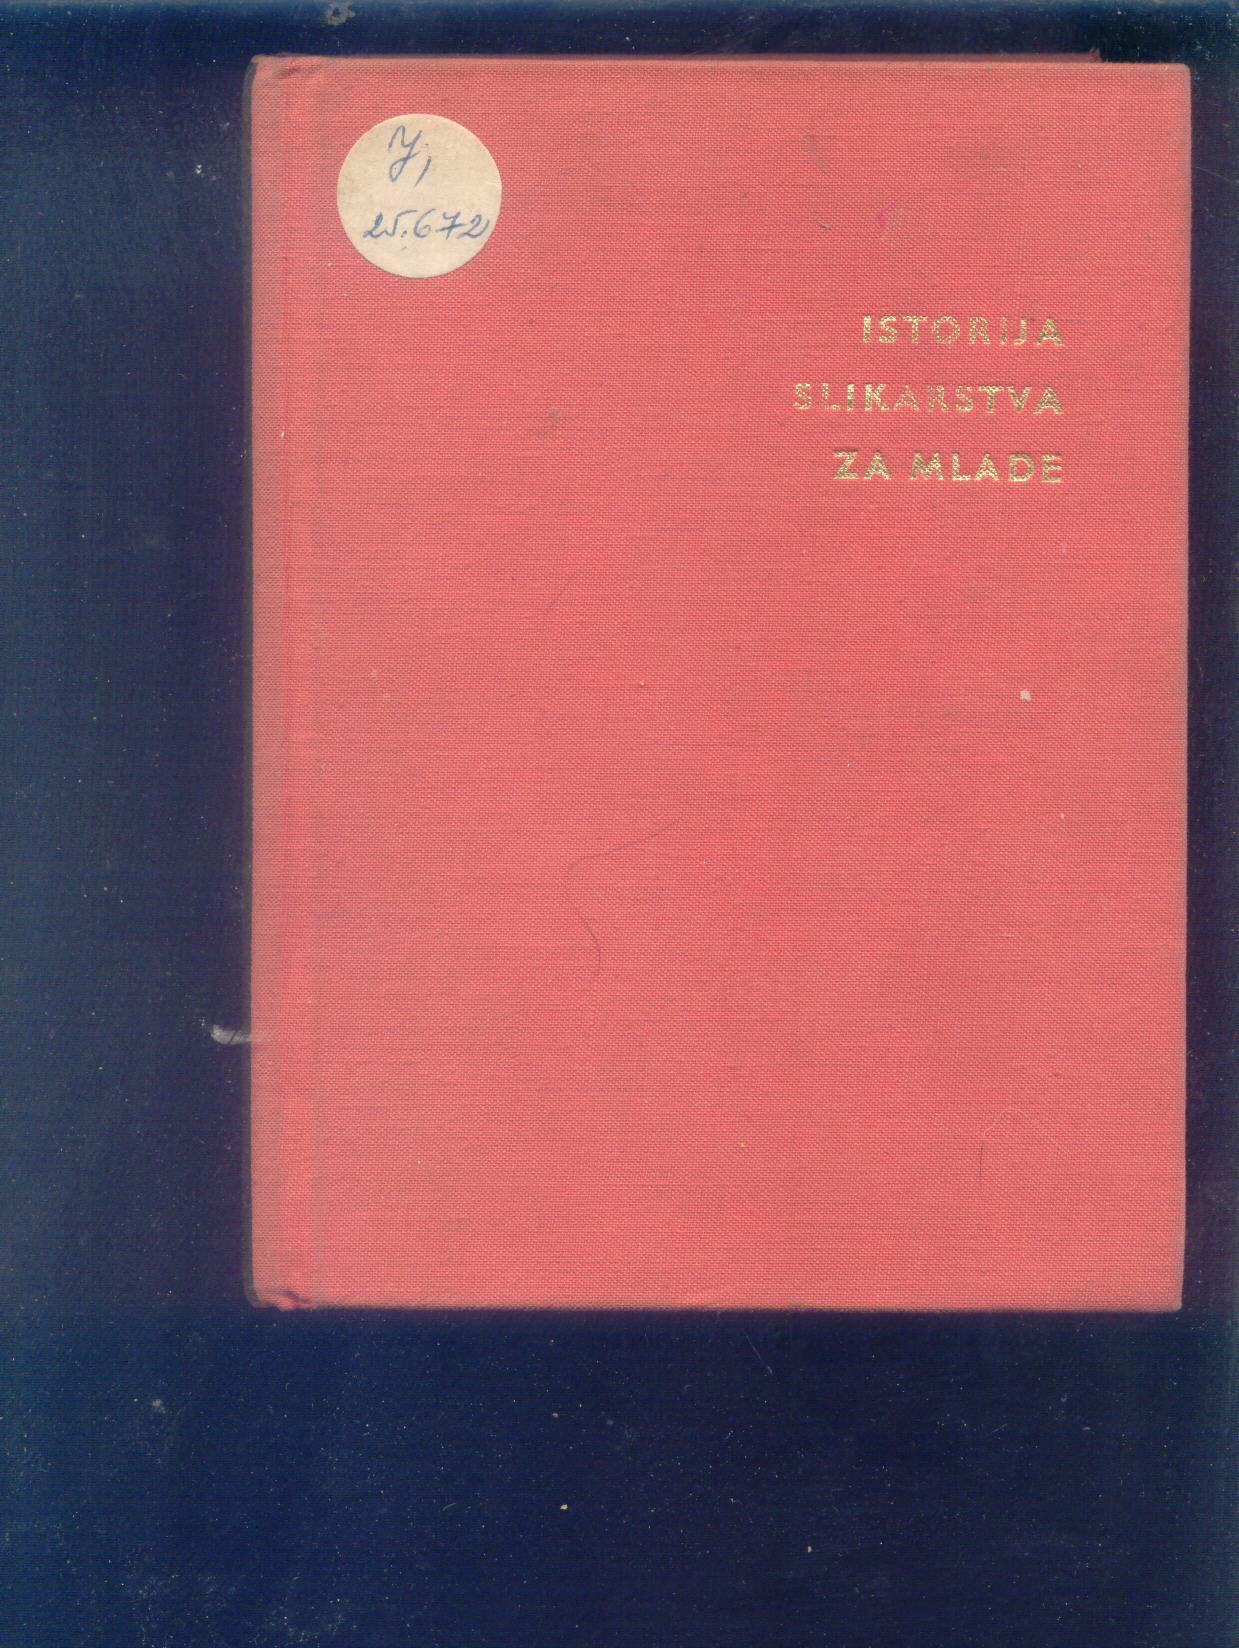 25.672
ISTORIJA
SLIKARSTVA
ZA MLADE